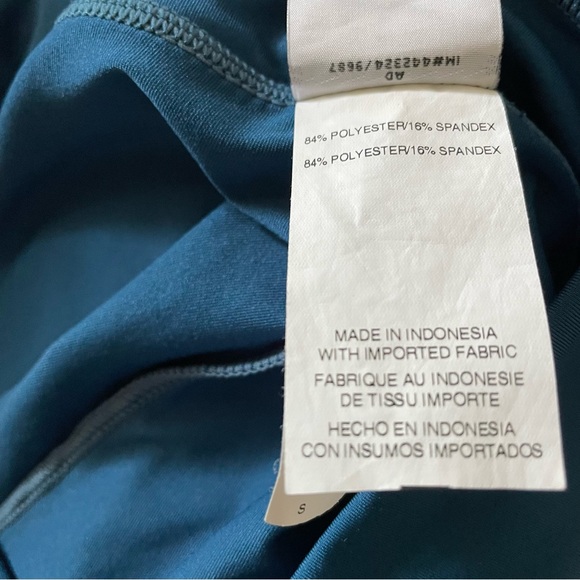 AD
IM#442324/9687
84% POLYESTER/16% SPANDEX
84% POLYESTER/16% SPANDEX
MADE IN INDONESIA
WITH IMPORTED FABRIC
FABRIQUE AU INDONESIE
DE TISSU IMPORTE
HECHO EN INDONESIA
CON INSUMOS IMPORTADOS
S